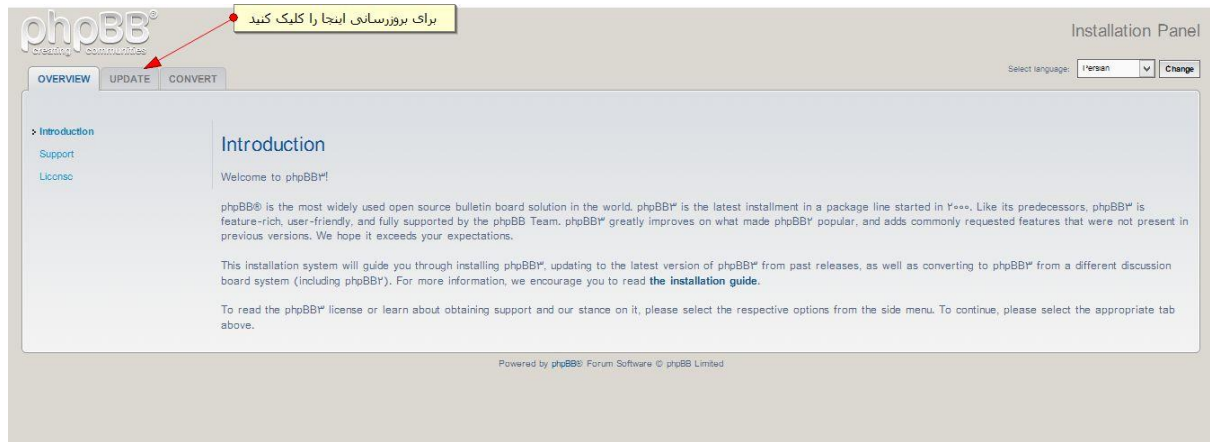 phpBB®
creating communities
برای بروزرسانی اینجا را کلیک کنید
Installation Panel
Select language: Persian Change
OVERVIEW UPDATE CONVERT
Introduction
Support
License
Introduction
Welcome to phpBB۳!
phpBB® is the most widely used open source bulletin board solution in the world. phpBB۳ is the latest installment in a package line started in ۲۰۰۰. Like its predecessors, phpBB۳ is
feature-rich, user-friendly, and fully supported by the phpBB Team. phpBB۳ greatly improves on what made phpBB۲ popular, and adds commonly requested features that were not present in
previous versions. We hope it exceeds your expectations.
This installation system will guide you through installing phpBB۳, updating to the latest version of phpBB۳ from past releases, as well as converting to phpBB۳ from a different discussion
board system (including phpBB۲). For more information, we encourage you to read the installation guide.
To read the phpBB۳ license or learn about obtaining support and our stance on it, please select the respective options from the side menu. To continue, please select the appropriate tab
above.
Powered by phpBB® Forum Software © phpBB Limited